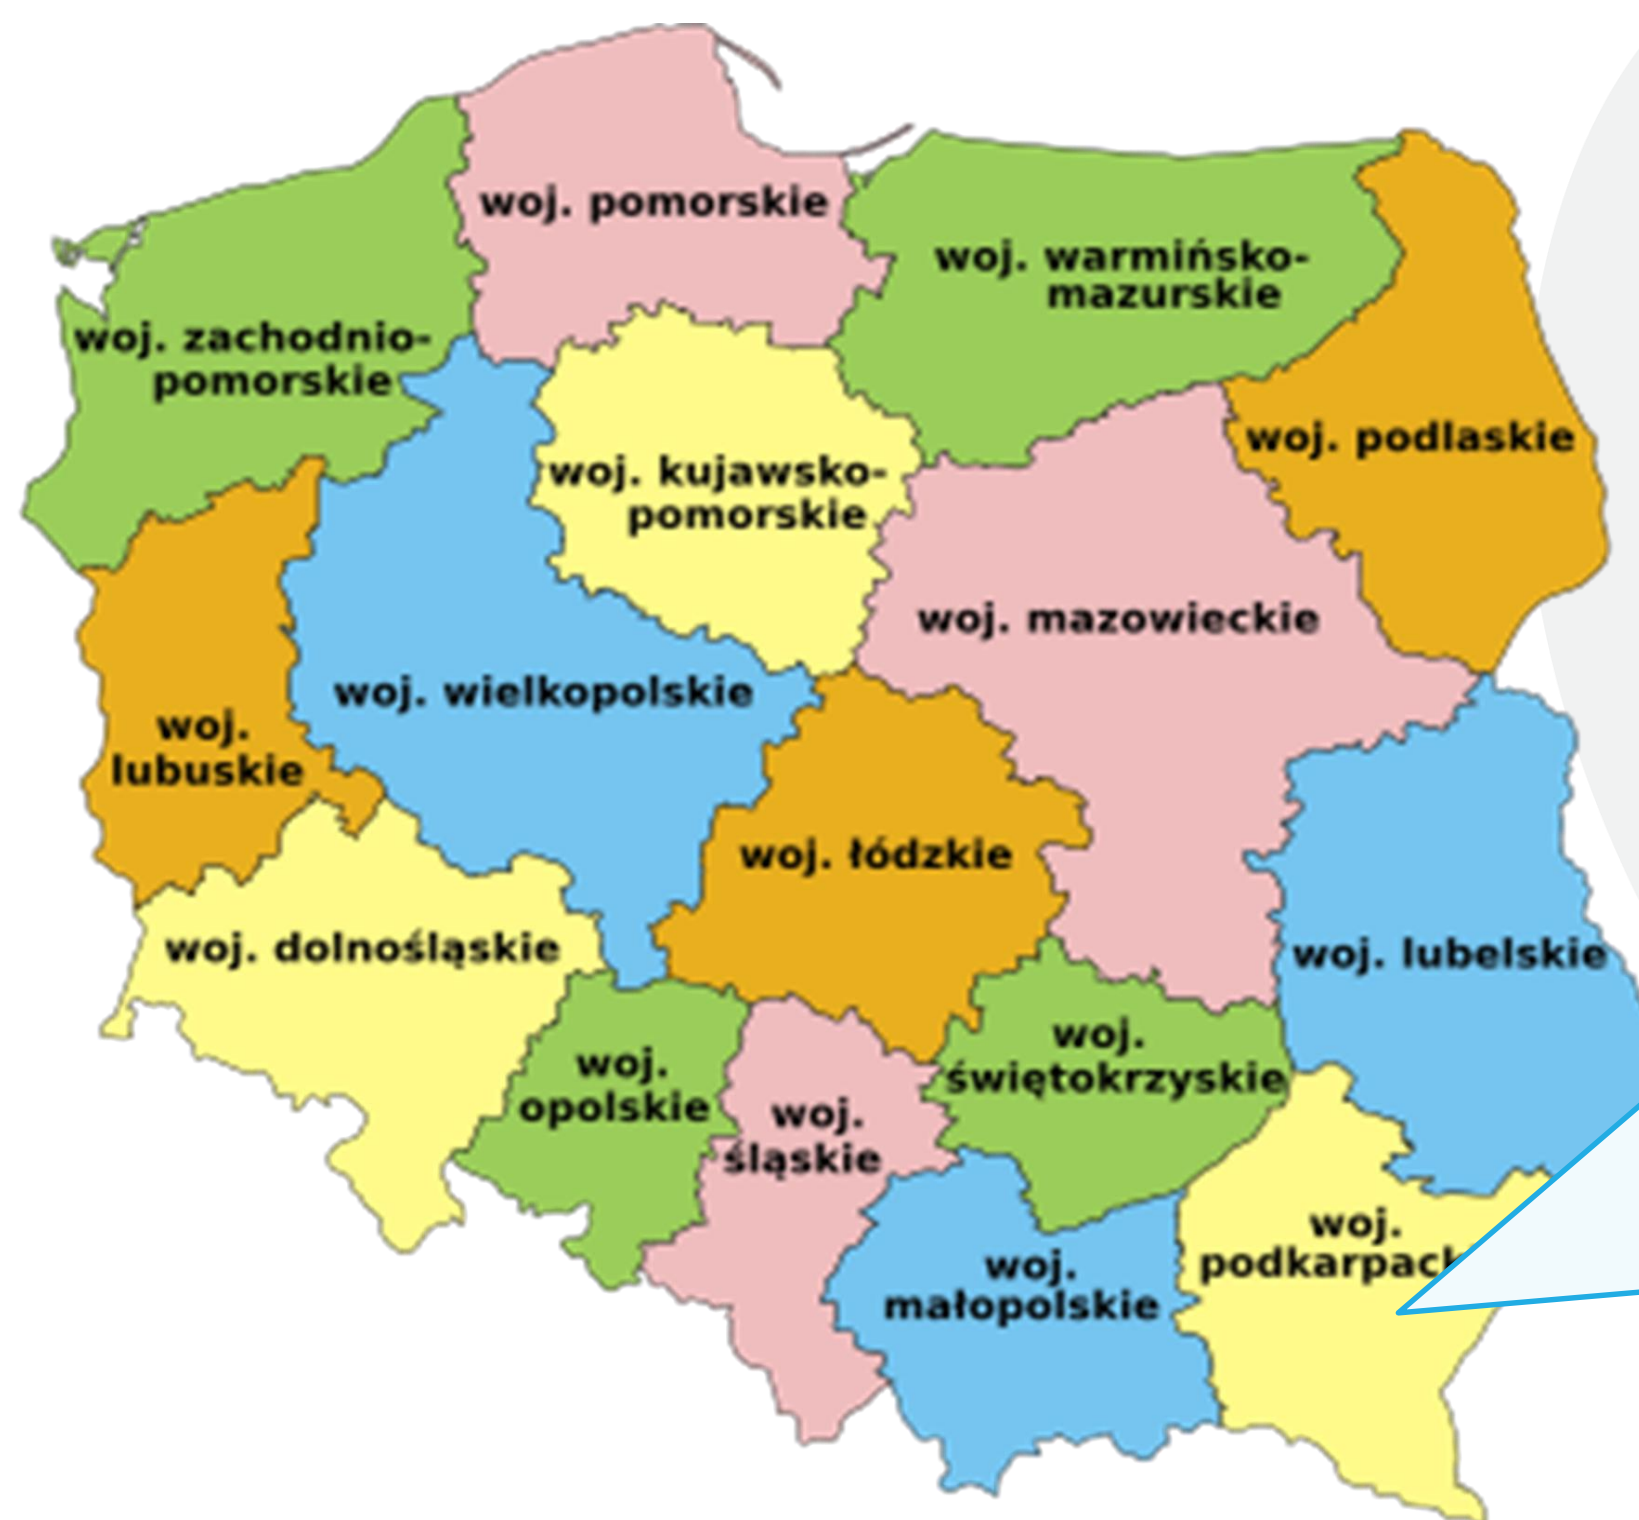 woj. pomorskie
woj. warmińsko-
mazurskie
woj. zachodnio-
pomorskie
woj. podlaskie
woj. kujawsko-
pomorskie
woj. mazowieckie
woj. wielkopolskie
woj.
lubuskie
woj. łódzkie
woj. dolnośląskie
woj. lubelskie
woj.
świętokrzyskie
woj.
opolskie
woj.
śląskie
woj.
podkarpack
woj.
małopolskie